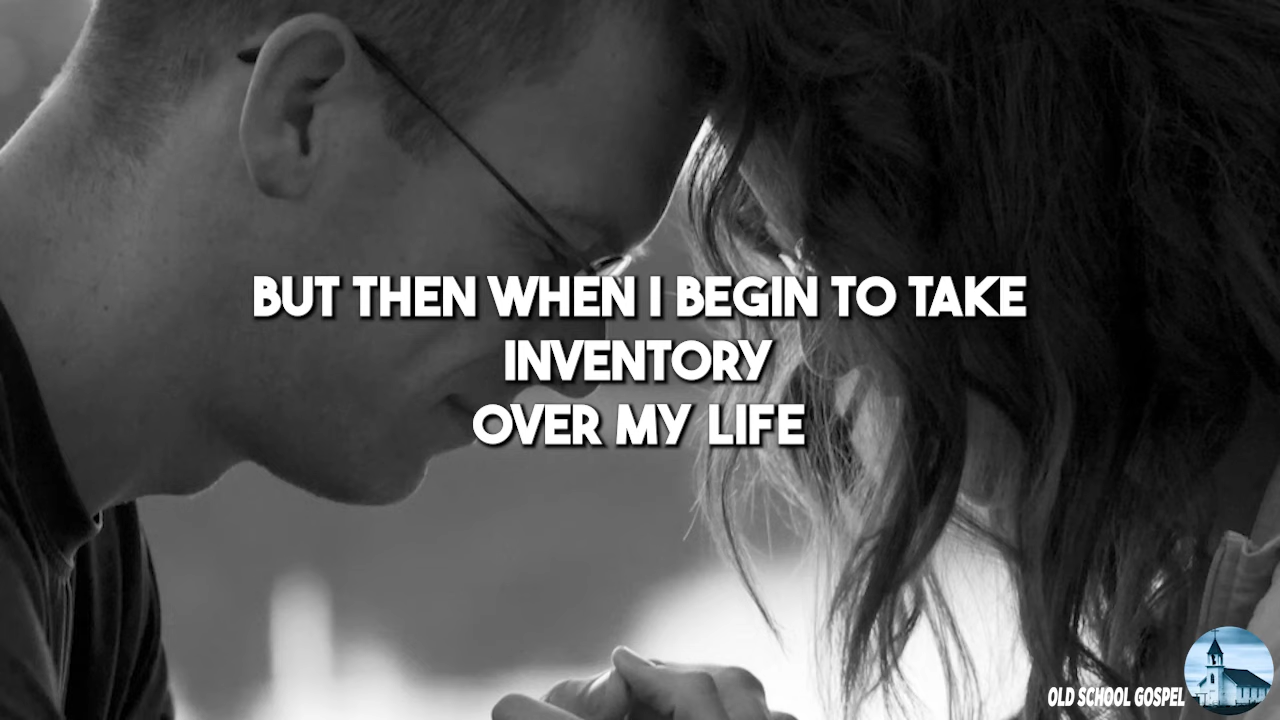 BUT THEN WHEN I BEGIN TO TAKE
INVENTORY
OVER MY LIFE
OLD SCHOOL GOSPEL